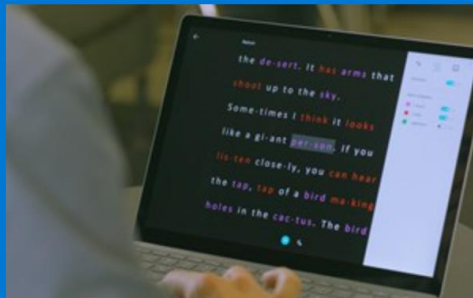 the de·sert. It has arms that
shoot up to the sky.
Some·times I think it looks
like a gi·ant per·son. If you
lis·ten close·ly, you can hear
the tap, tap of a bird ma·king
holes in the cac·tus. The bird